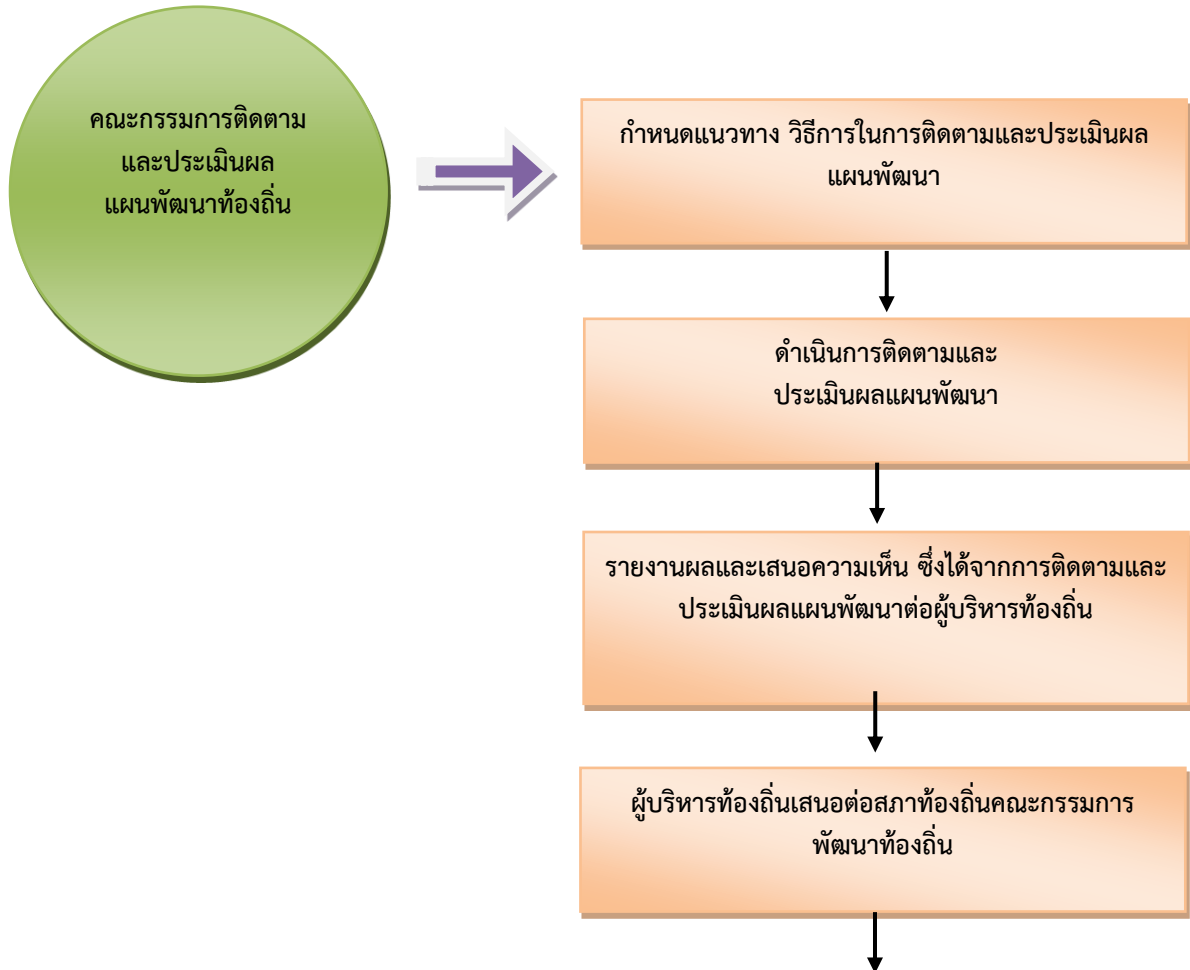 คณะกรรมการติดตาม
และประเมินผล
แผนพัฒนาท้องถิ่น
กำหนดแนวทาง วิธีการในการติดตามและประเมินผล
แผนพัฒนา
ดำเนินการติดตามและ
ประเมินผลแผนพัฒนา
รายงานผลและเสนอความเห็น ซึ่งได้จากการติดตามและ
ประเมินผลแผนพัฒนาต่อผู้บริหารท้องถิ่น
ผู้บริหารท้องถิ่นเสนอต่อสภาท้องถิ่นคณะกรรมการ
พัฒนาท้องถิ่น